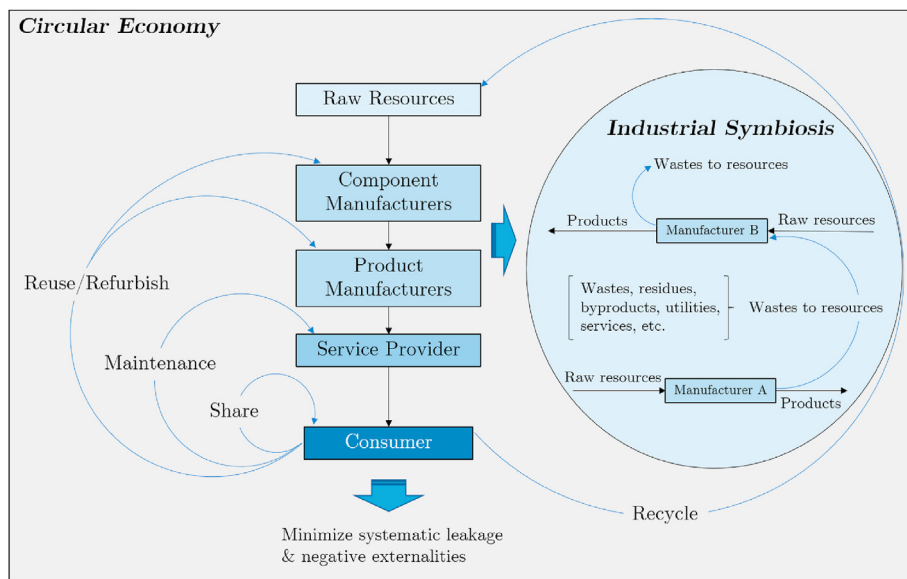 Circular Economy
Raw Resources
Component
Manufacturers
Product
Manufacturers
Service Provider
Consumer
Reuse/Refurbish
Maintenance
Share
Minimize systematic leakage
& negative externalities
Recycle
Industrial Symbiosis
Wastes to resources
Products
Manufacturer B
Raw resources
Wastes, residues,
byproducts, utilities,
services, etc.
Wastes to resources
Raw resources
Manufacturer A
Products